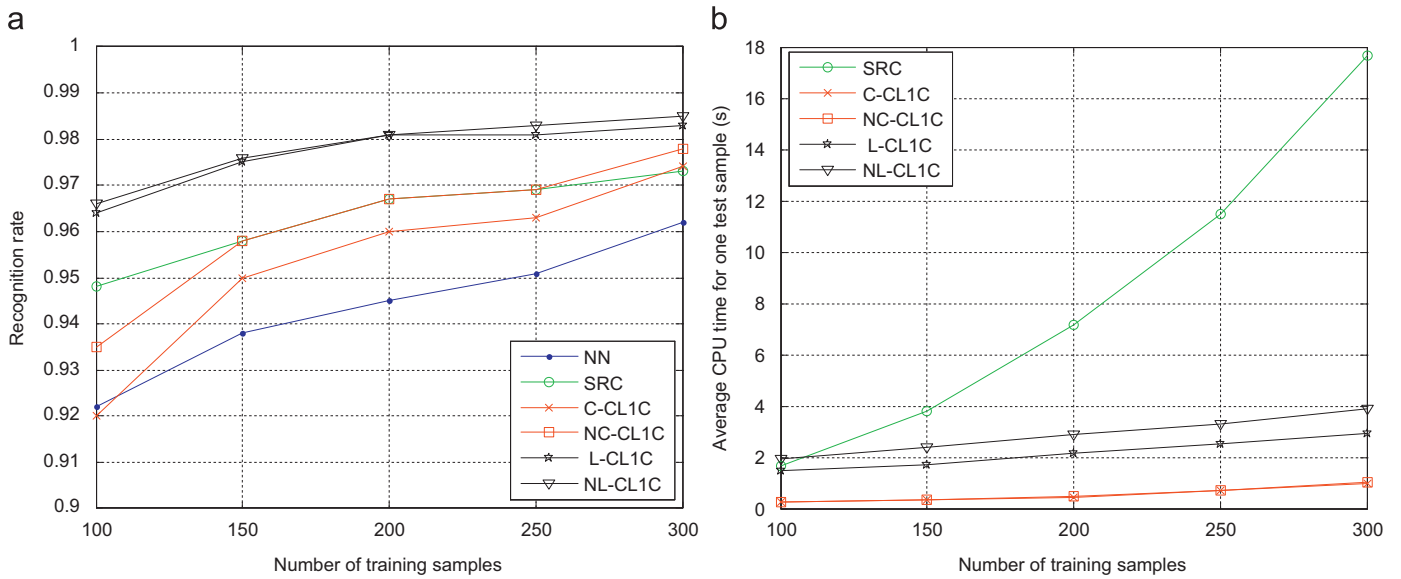 a
1
0.99
0.98
0.97
0.96
0.95
0.94
0.93
0.92
0.91
0.9
Recognition rate
100
150
200
250
300
Number of training samples
NN
SRC
C-CL1C
NC-CL1C
L-CL1C
NL-CL1C
b
18
16
14
12
10
8
6
4
2
0
Average CPU time for one test sample (s)
100
150
200
250
300
Number of training samples
SRC
C-CL1C
NC-CL1C
L-CL1C
NL-CL1C